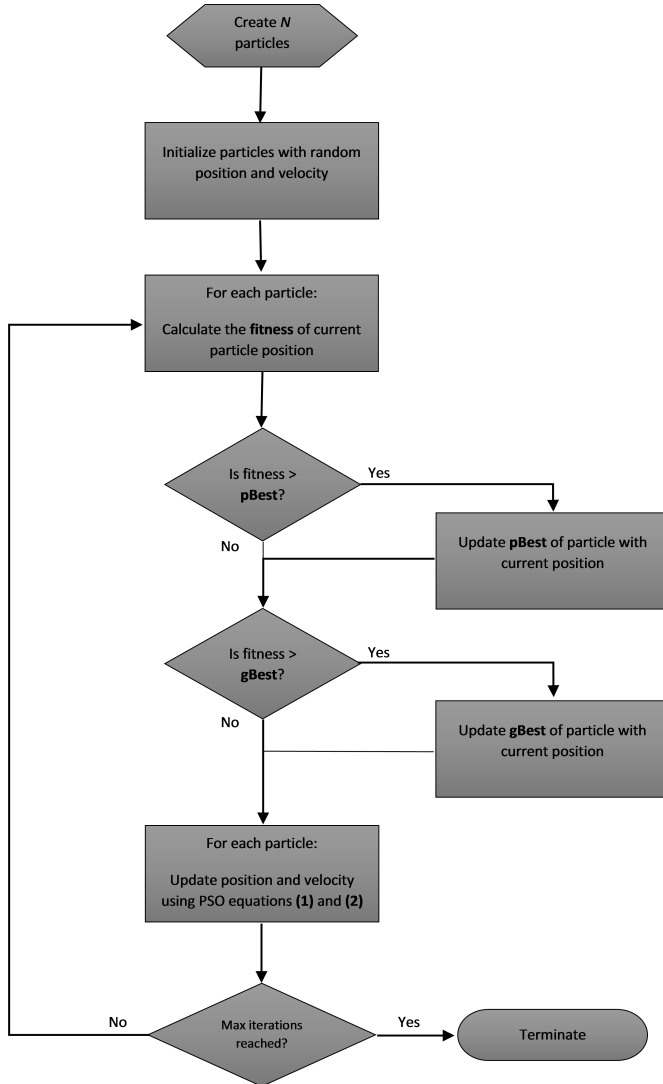 Create N
particles
Initialize particles with random
position and velocity
For each particle:
Calculate the fitness of current
particle position
Is fitness >
pBest?
Yes
No
Update pBest of particle with
current position
Is fitness >
gBest?
Yes
No
Update gBest of particle with
current position
For each particle:
Update position and velocity
using PSO equations (1) and (2)
Max iterations
reached?
No
Yes
Terminate